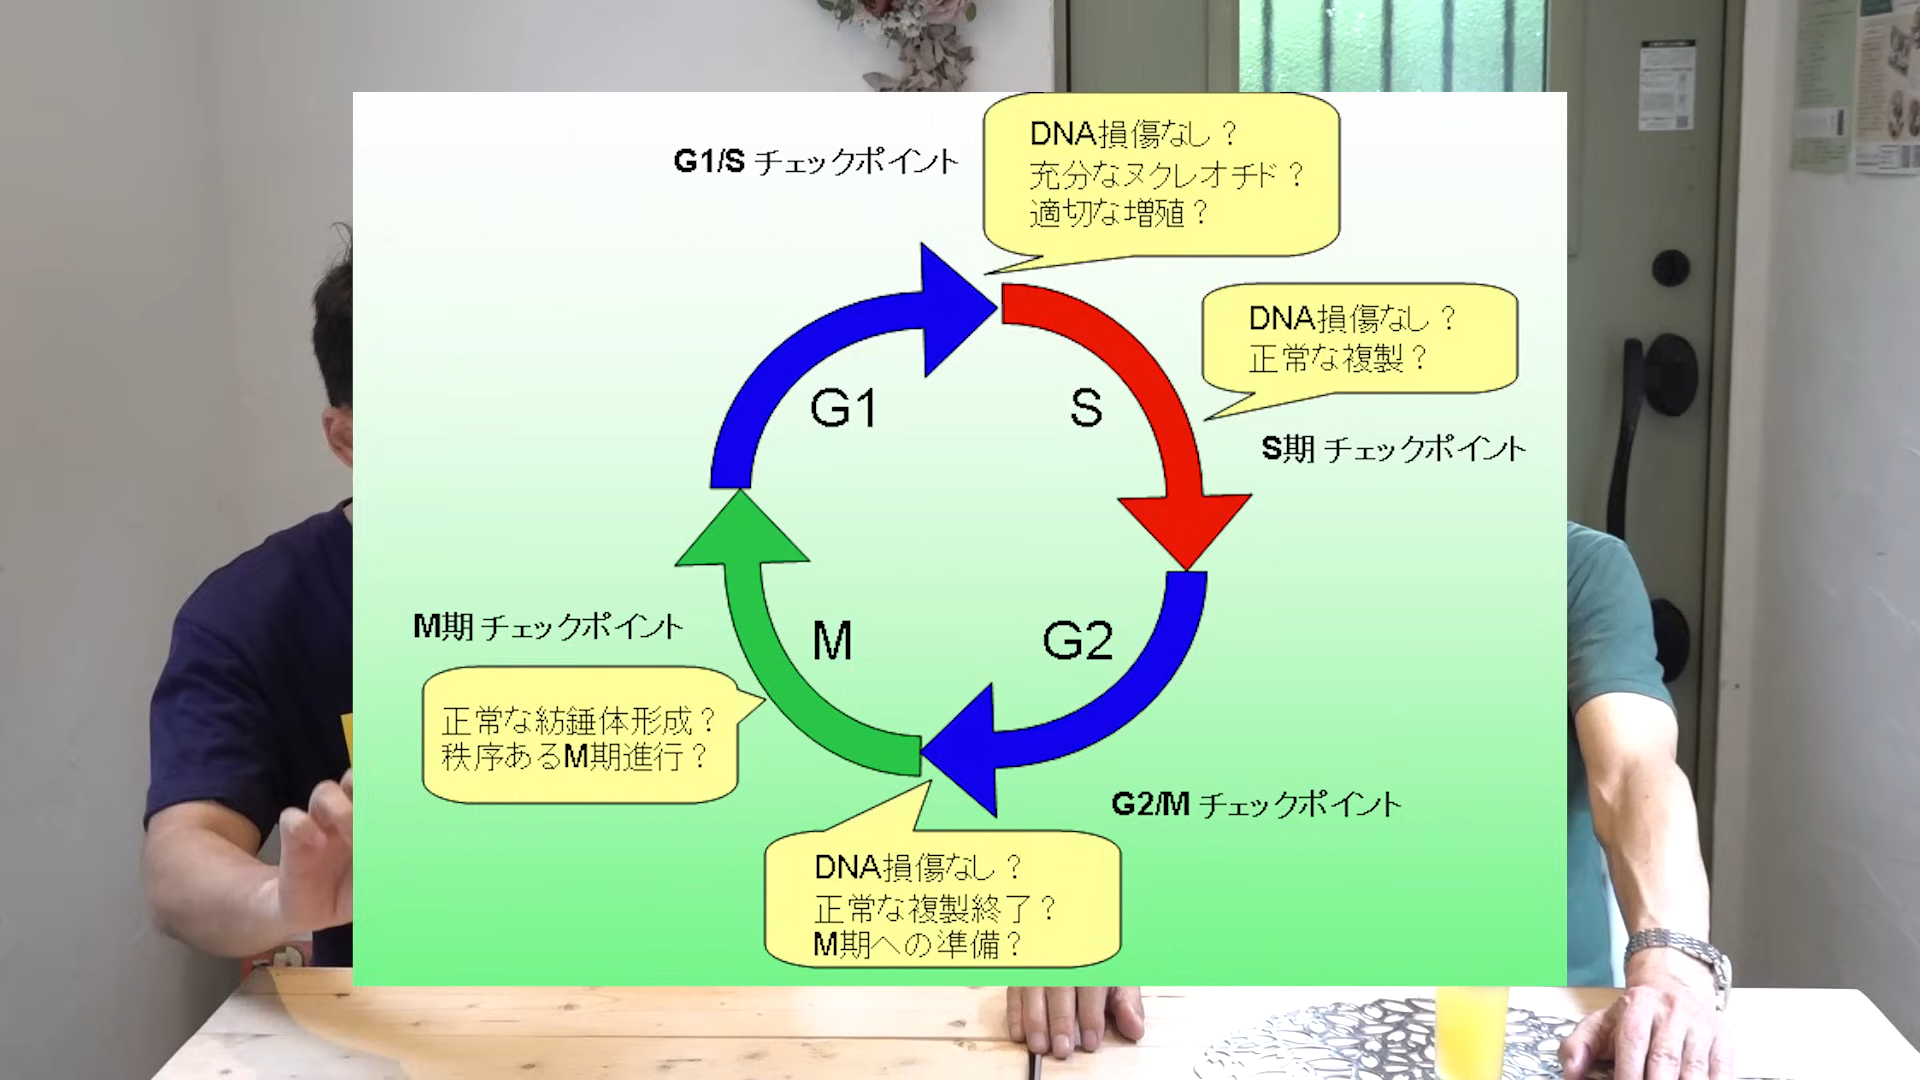 G1/S チェックポイント
DNA損傷なし？
充分なヌクレオチド？
適切な増殖？
DNA損傷なし？
正常な複製？
S期 チェックポイント
G1
S
M
G2
M期 チェックポイント
正常な紡錘体形成？
秩序あるM期進行？
G2/M チェックポイント
DNA損傷なし？
正常な複製終了？
M期への準備？